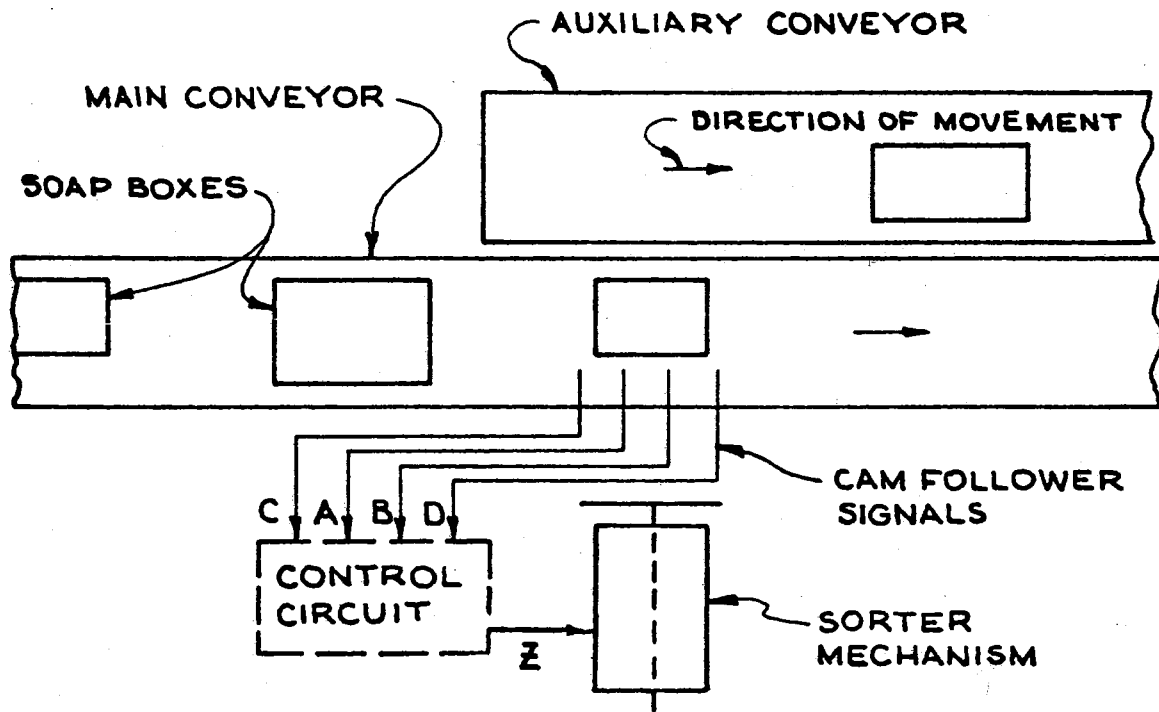 AUXILIARY CONVEYOR
MAIN CONVEYOR
DIRECTION OF MOVEMENT
SOAP BOXES
CAM FOLLOWER
SIGNALS
C A B D
CONTROL
CIRCUIT
Z
SORTER
MECHANISM